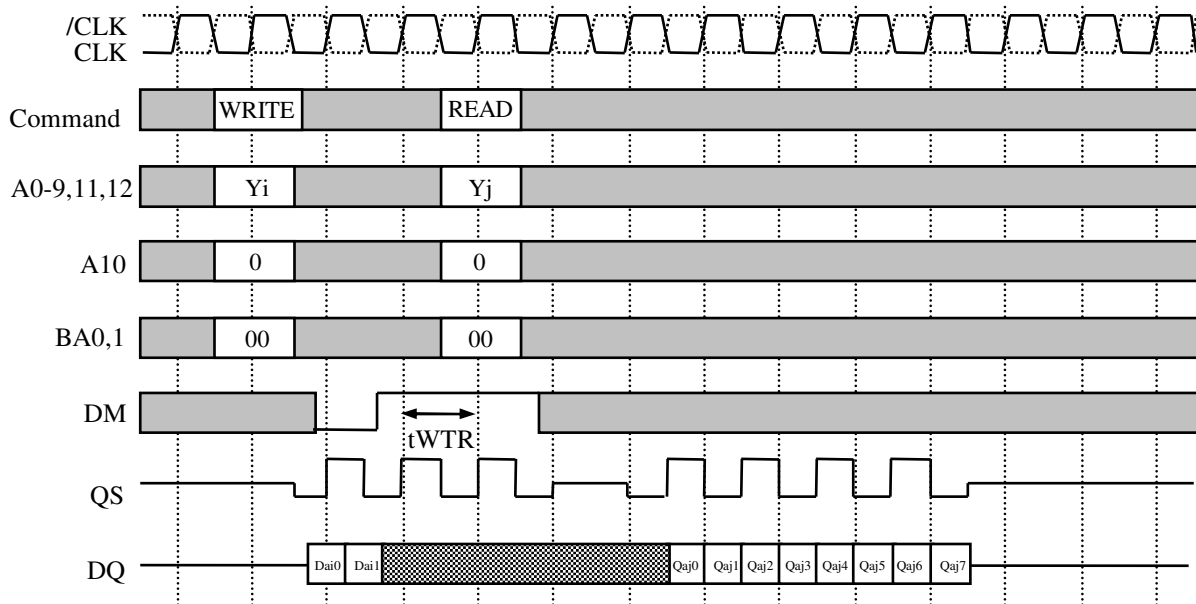 /CLK
CLK
Command WRITE READ
A0-9,11,12 Yi Yj
A10 0 0
BA0,1 00 00
DM
tWTR
QS
DQ Dai0 Dai1 Qaj0 Qaj1 Qaj2 Qaj3 Qaj4 Qaj5 Qaj6 Qaj7